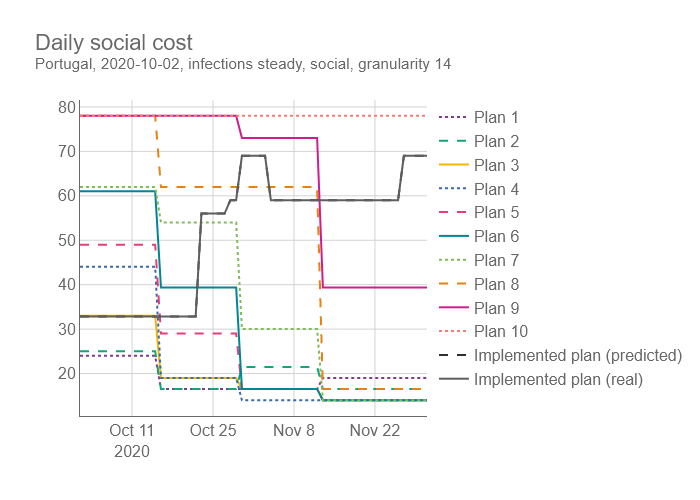 Daily social cost
Portugal, 2020-10-02, infections steady, social, granularity 14
80
70
60
50
40
30
20
Oct 11
2020
Oct 25
Nov 8
Nov 22
Plan 1
Plan 2
Plan 3
Plan 4
Plan 5
Plan 6
Plan 7
Plan 8
Plan 9
Plan 10
Implemented plan (predicted)
Implemented plan (real)